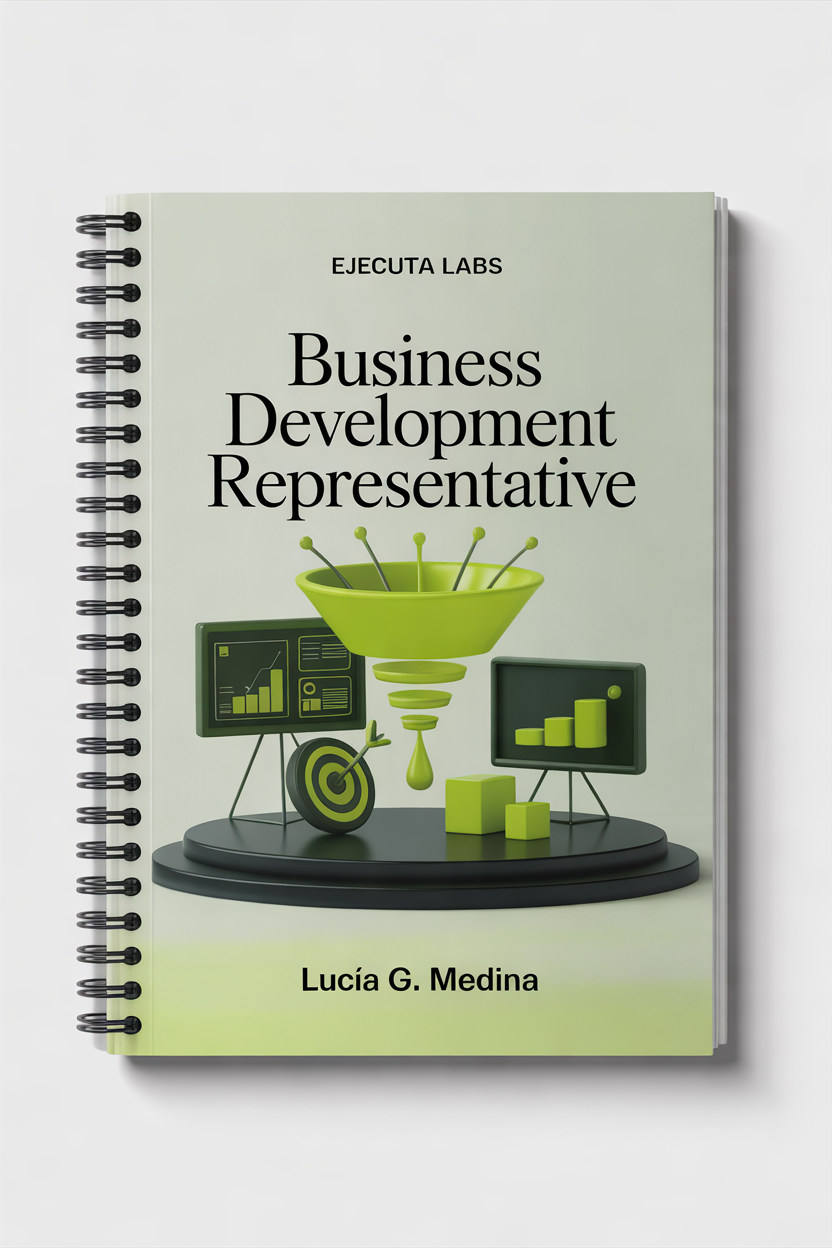 EJECUTA LABS
Business
Development
Representative
Lucía G. Medina